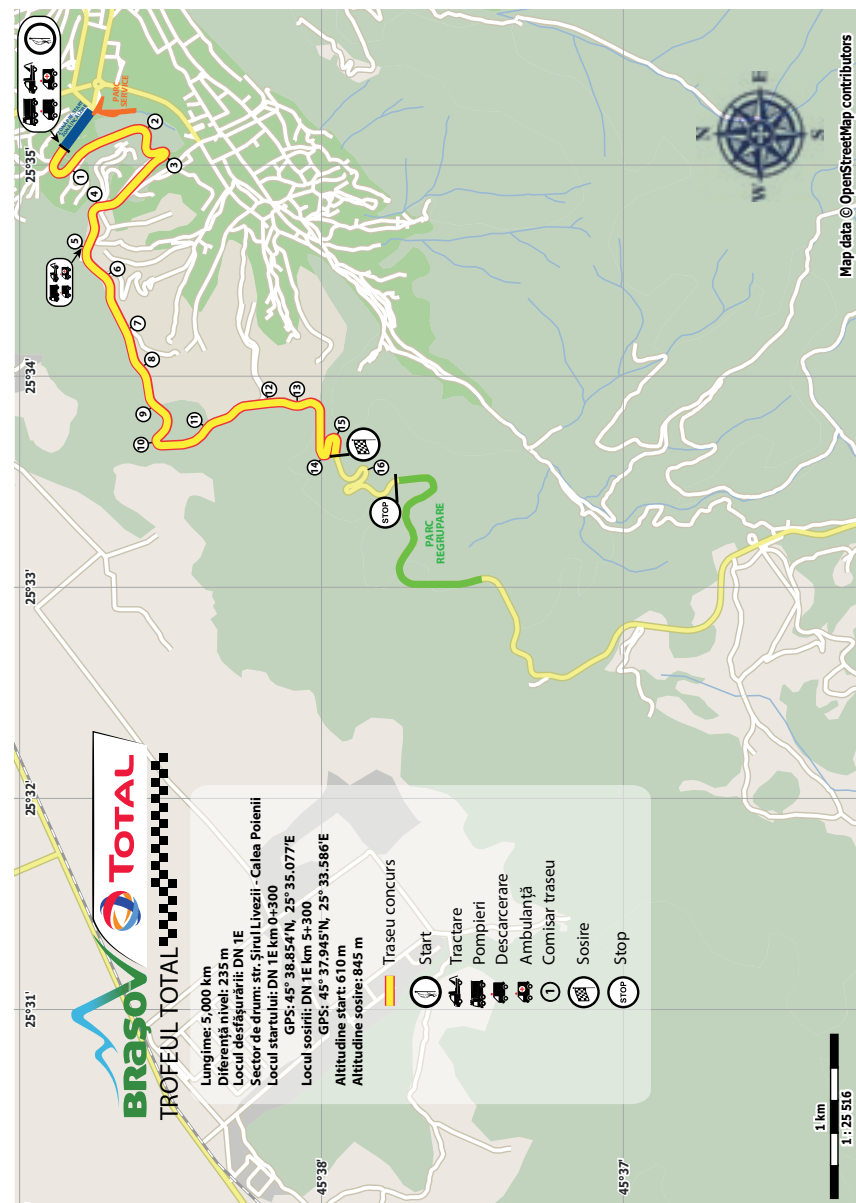 BRașov
TOTAL
TROFEUL TOTAL
Lungime: 5,000 km
Diferență nivel: 235 m
Locul desfășurării: DN 1E
Sector de drum: str. Șirul Livezii - Calea Poienii
Locul startului: DN 1E km 0+300
GPS: 45° 38.854'N, 25° 35.077'E
Locul sosirii: DN 1E km 5+300
GPS: 45° 37.945'N, 25° 33.586'E
Altitudine start: 610 m
Altitudine sosire: 845 m
Traseu concurs
Start
Tractare
Pompieri
Descarcerare
Ambulanță
1 Comisar traseu
Sosire
STOP Stop
25°31'
25°32'
25°33'
25°34'
25°35'
45°38'
45°37'
1
2
3
4
5
6
7
8
9
10
11
12
13
14
15
16
STOP
PARC
REGRUPARE
PARC
SERVICE
N
E
S
W
1 km
1 : 25 516
Map data © OpenStreetMap contributors